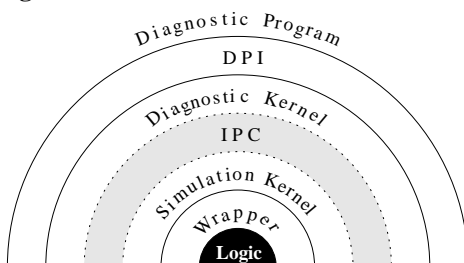 Diagnostic Program
DPI
Diagnostic Kernel
IPC
Simulation Kernel
Wrapper
Logic